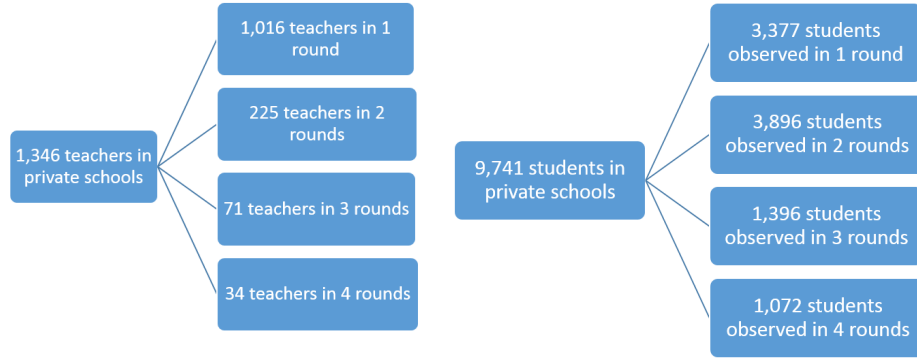 1,346 teachers in
private schools
1,016 teachers in 1
round
225 teachers in 2
rounds
71 teachers in 3 rounds
34 teachers in 4 rounds
9,741 students in
private schools
3,377 students
observed in 1 round
3,896 students
observed in 2 rounds
1,396 students
observed in 3 rounds
1,072 students
observed in 4 rounds